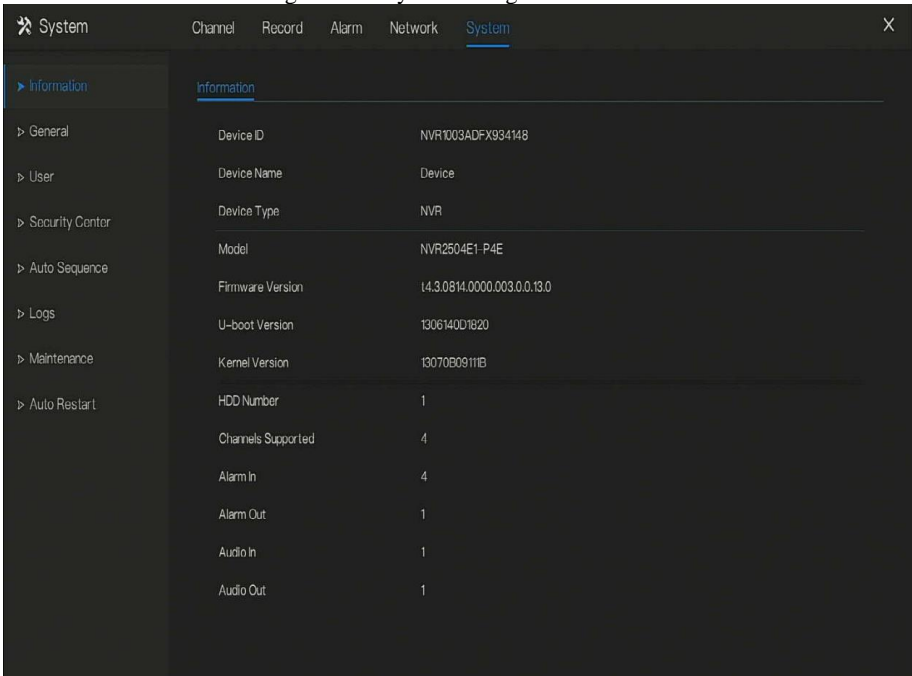 System Channel Record Alarm Network System X
Information
General
User
Security Center
Auto Sequence
Logs
Maintenance
Auto Restart
Information
Device ID NVR1003ADFX934148
Device Name Device
Device Type NVR
Model NVR2504E1-P4E
Firmware Version t4.3.0814.0000.003.0.0.13.0
U-boot Version 1306140D1820
Kernel Version 13070B09111B
HDD Number 1
Channels Supported 4
Alarm In 4
Alarm Out 1
Audio In 1
Audio Out 1